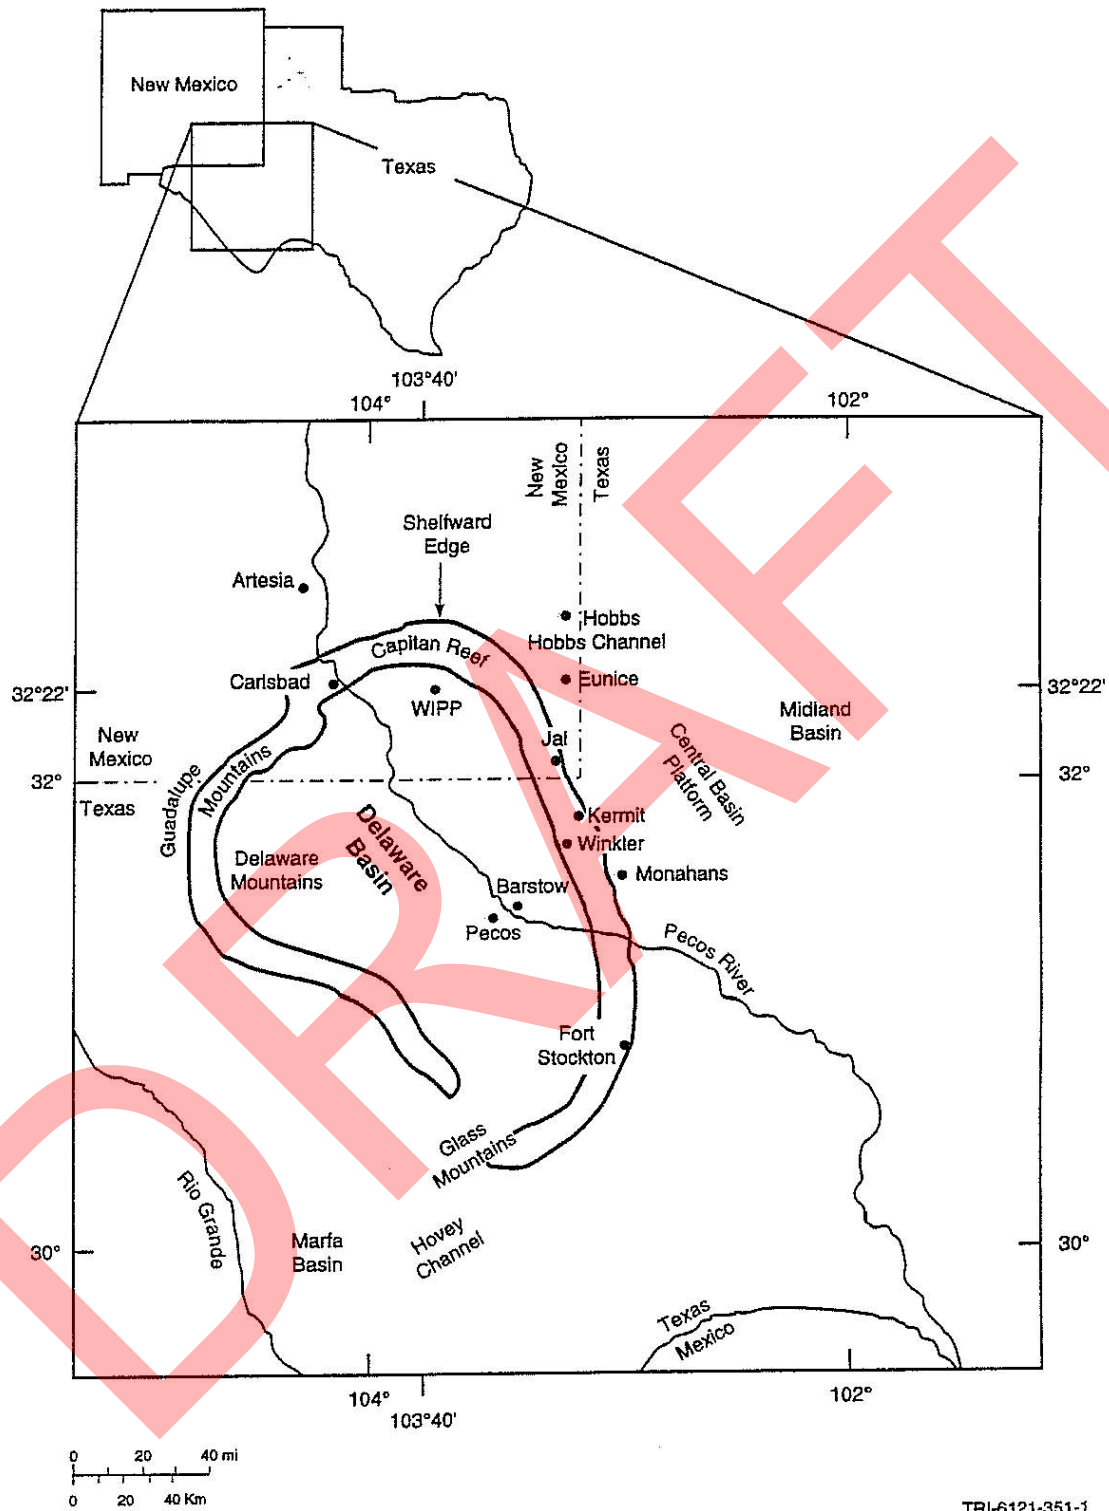 New Mexico
Texas
103°40'
104°
102°
New
Mexico
Texas
Shelfward
Edge
Artesia
Hobbs
Hobbs Channel
Capitan Reef
Carlsbad
Eunice
WIPP
32°22'
32°22'
Midland
Basin
New
Mexico
Jal
Central Basin
Platform
Guadalupe
Mountains
32°
32°
Texas
Kermit
Winkler
Delaware
Basin
Delaware
Mountains
Monahans
Barstow
Pecos
Pecos River
Fort
Stockton
Glass
Mountains
Rio Grande
Hovey
Channel
Marfa
Basin
30°
30°
Texas
Mexico
104°
102°
103°40'
0 20 40 mi
0 20 40 Km
TRI-6121-351-1
DRAFT